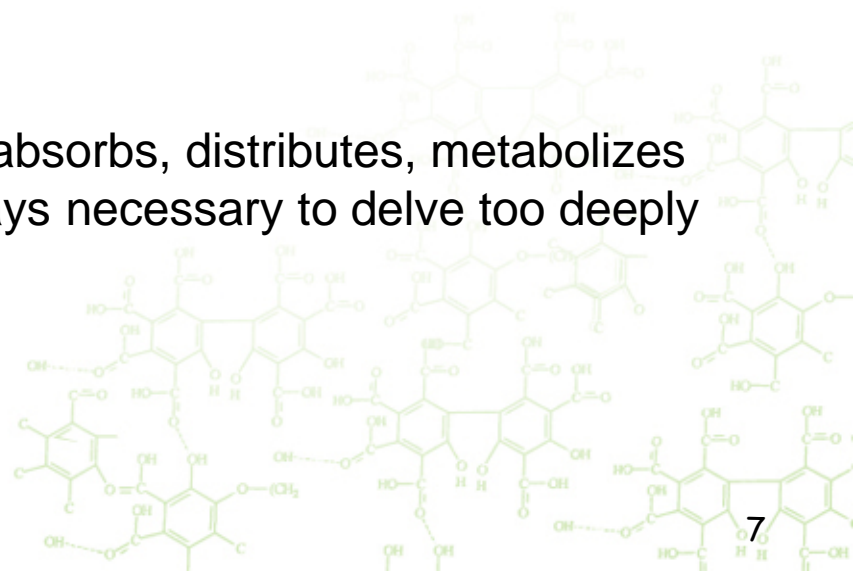 absorbs, distributes, metabolizes
ys necessary to delve too deeply
7